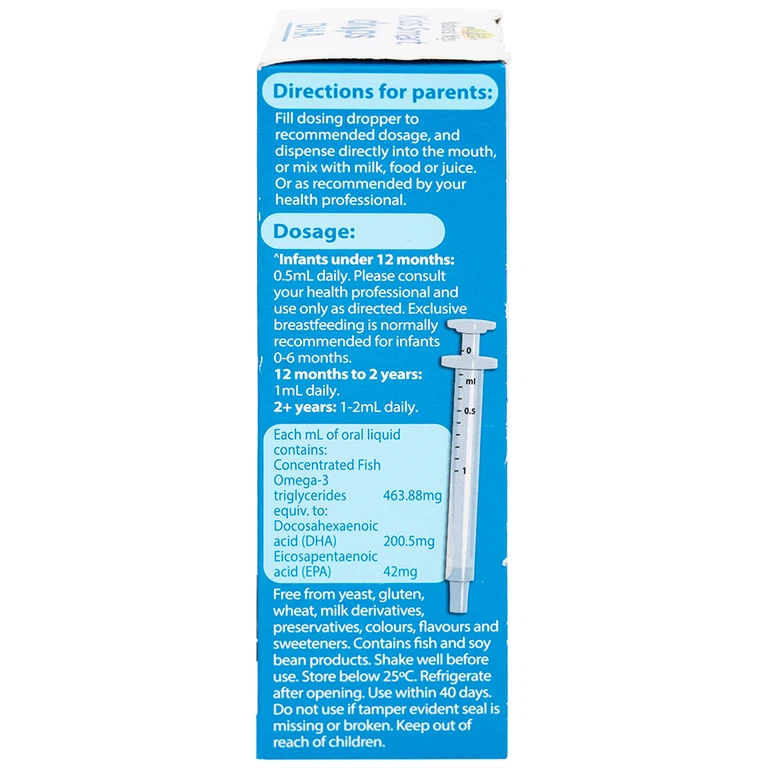 Kids Smart
drops
DHA
Directions for parents:
Fill dosing dropper to
recommended dosage, and
dispense directly into the mouth,
or mix with milk, food or juice.
Or as recommended by your
health professional.
Dosage:
^Infants under 12 months:
0.5mL daily. Please consult
your health professional and
use only as directed. Exclusive
breastfeeding is normally
recommended for infants
0-6 months.
12 months to 2 years:
1mL daily.
2+ years: 1-2mL daily.
0
ml
0.5
1
Each mL of oral liquid
contains:
Concentrated Fish
Omega-3
triglycerides 463.88mg
equiv. to:
Docosahexaenoic
acid (DHA) 200.5mg
Eicosapentaenoic
acid (EPA) 42mg
Free from yeast, gluten,
wheat, milk derivatives,
preservatives, colours, flavours and
sweeteners. Contains fish and soy
bean products. Shake well before
use. Store below 25ºC. Refrigerate
after opening. Use within 40 days.
Do not use if tamper evident seal is
missing or broken. Keep out of
reach of children.